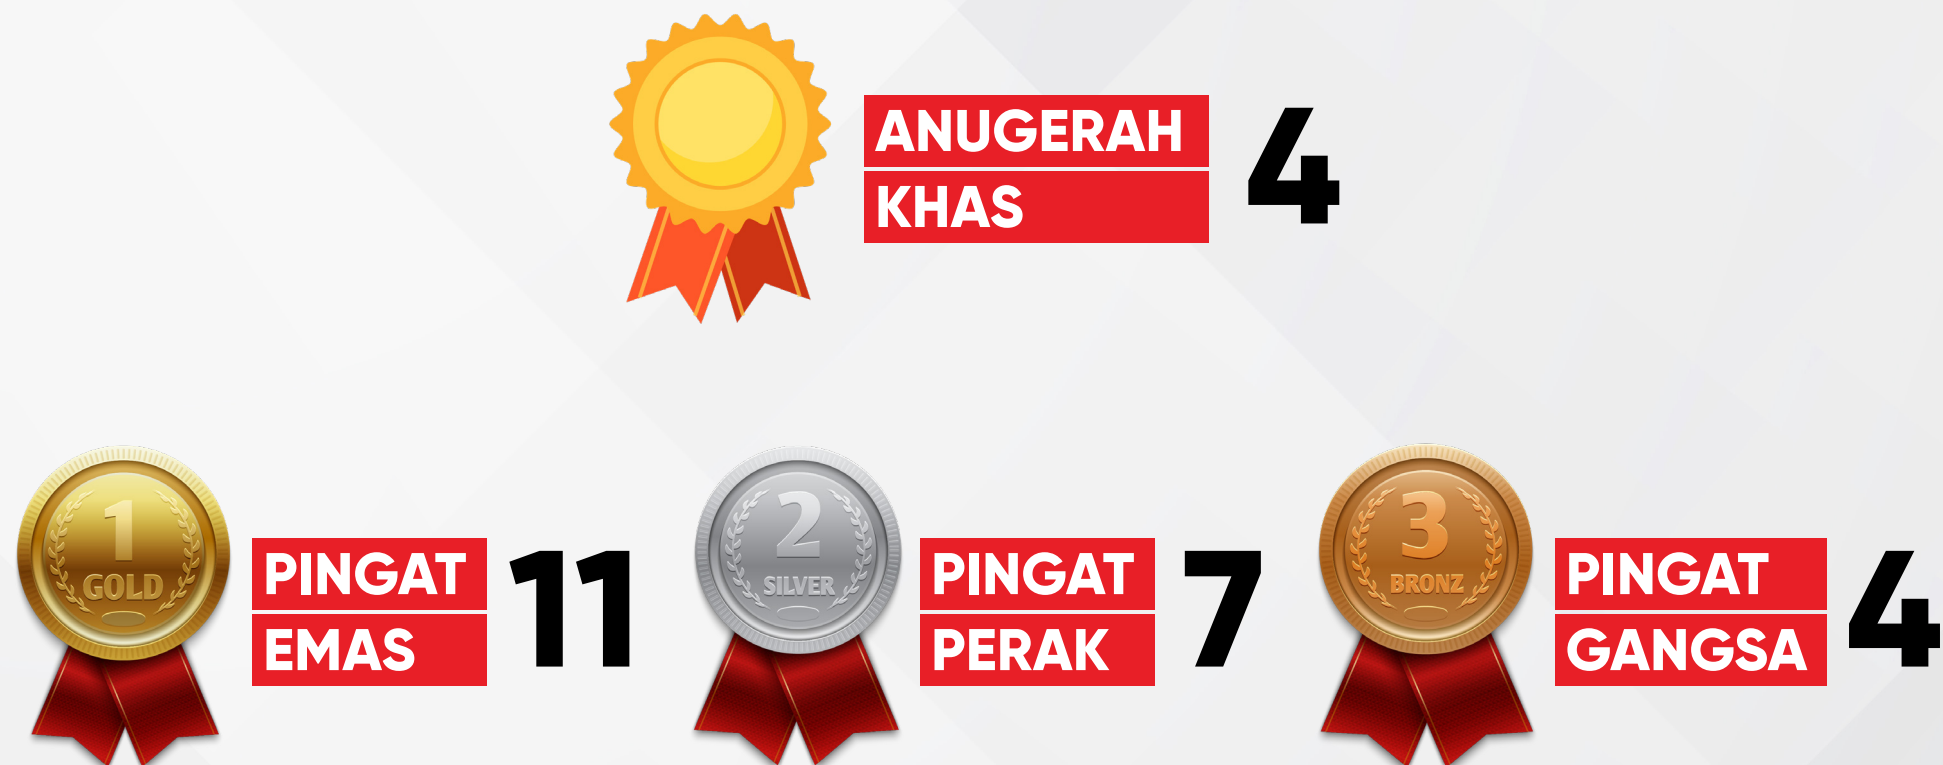 ANUGERAH
KHAS
4
1
GOLD
PINGAT
EMAS
11
2
SILVER
PINGAT
PERAK
7
3
BRONZ
PINGAT
GANGSA
4